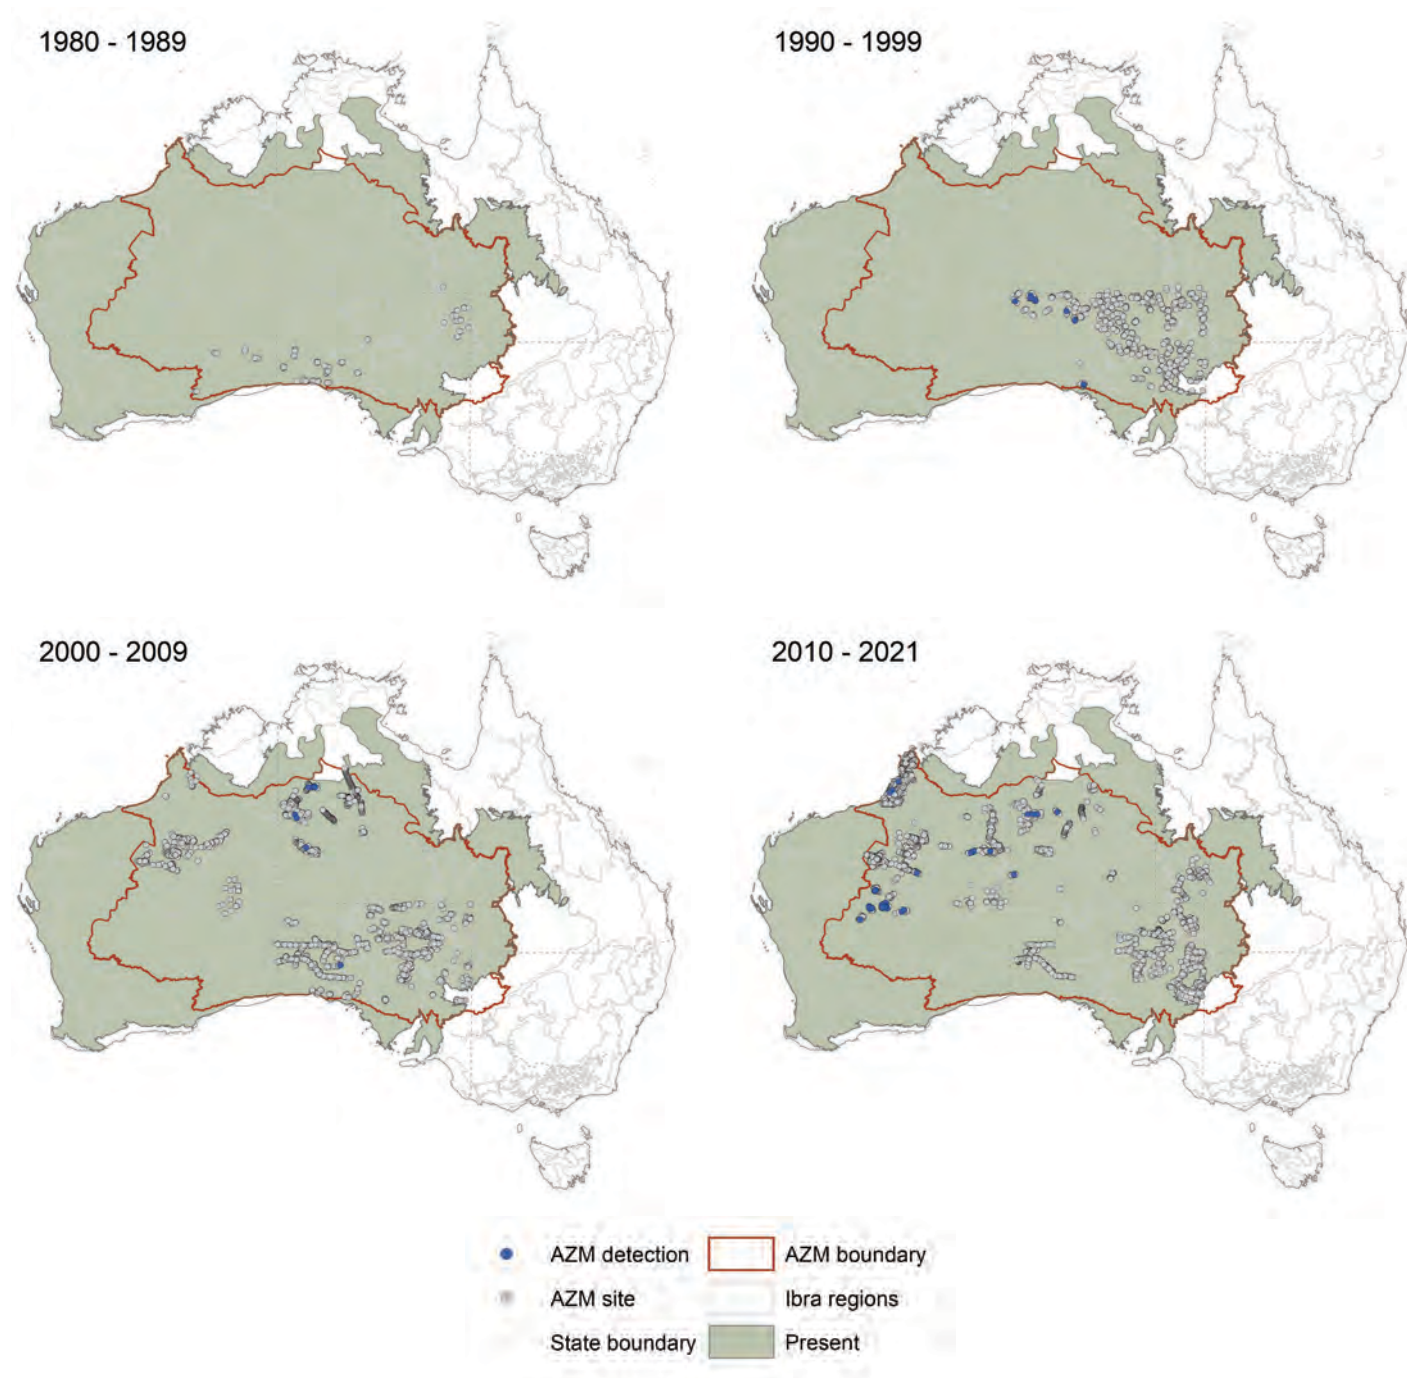 1980 - 1989
1990 - 1999
2000 - 2009
2010 - 2021
AZM detection
AZM boundary
AZM site
Ibra regions
State boundary
Present